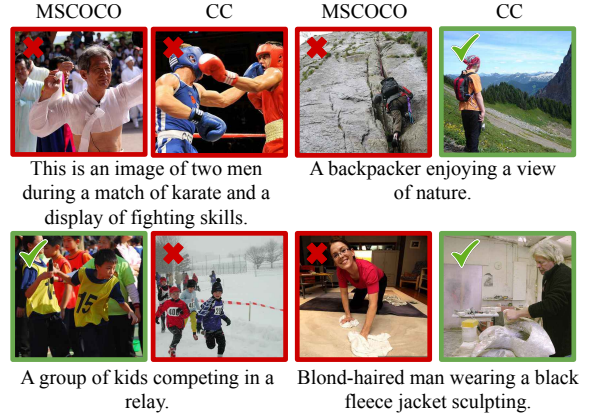 MSCOCO CC MSCOCO CC
This is an image of two men
during a match of karate and a
display of fighting skills.
A backpacker enjoying a view
of nature.
15
A group of kids competing in a
relay.
Blond-haired man wearing a black
fleece jacket sculpting.